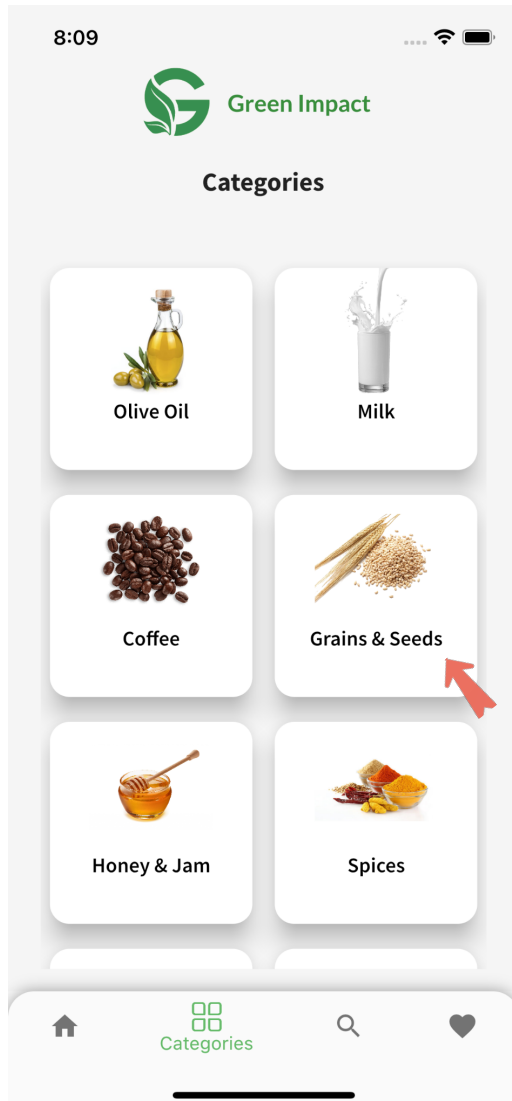 8:09
Green Impact
Categories
Olive Oil
Milk
Coffee
Grains & Seeds
Honey & Jam
Spices
Categories